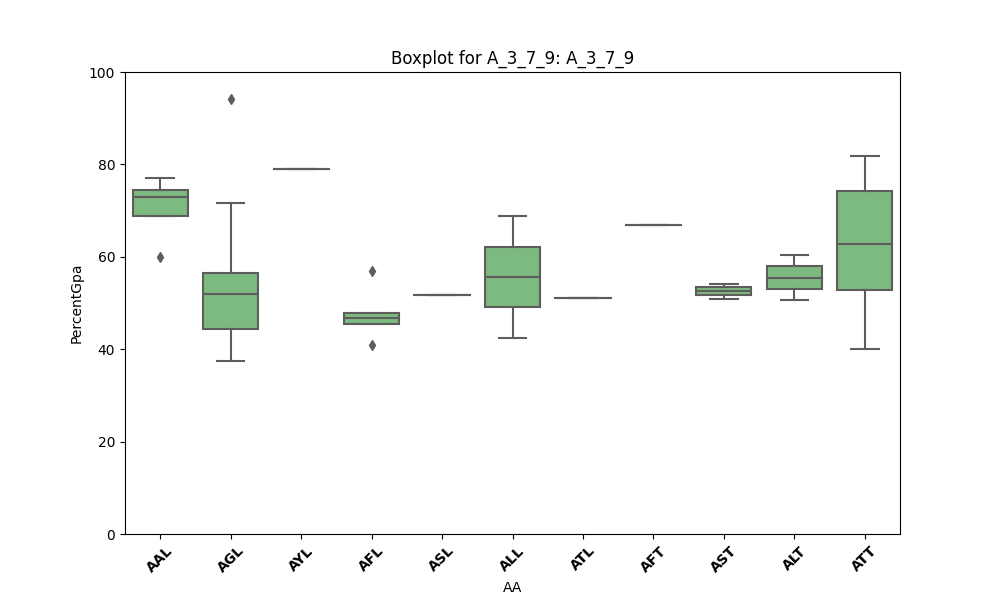 Boxplot for A_3_7_9: A_3_7_9
100
80
60
40
20
0
PercentGpa
AAL
AGL
AYL
AFL
ASL
ALL
ATL
AFT
AST
ALT
ATT
AA